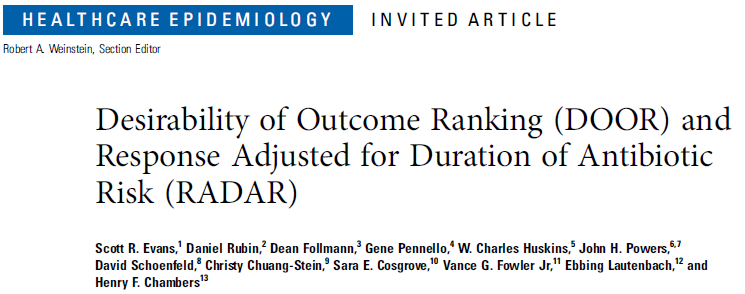 HEALTHCARE EPIDEMIOLOGY INVITED ARTICLE
Robert A. Weinstein, Section Editor
Desirability of Outcome Ranking (DOOR) and
Response Adjusted for Duration of Antibiotic
Risk (RADAR)
Scott R. Evans,1 Daniel Rubin,2 Dean Follmann,3 Gene Pennello,4 W. Charles Huskins,5 John H. Powers,6,7
David Schoenfeld,8 Christy Chuang-Stein,9 Sara E. Cosgrove,10 Vance G. Fowler Jr,11 Ebbing Lautenbach,12 and
Henry F. Chambers13